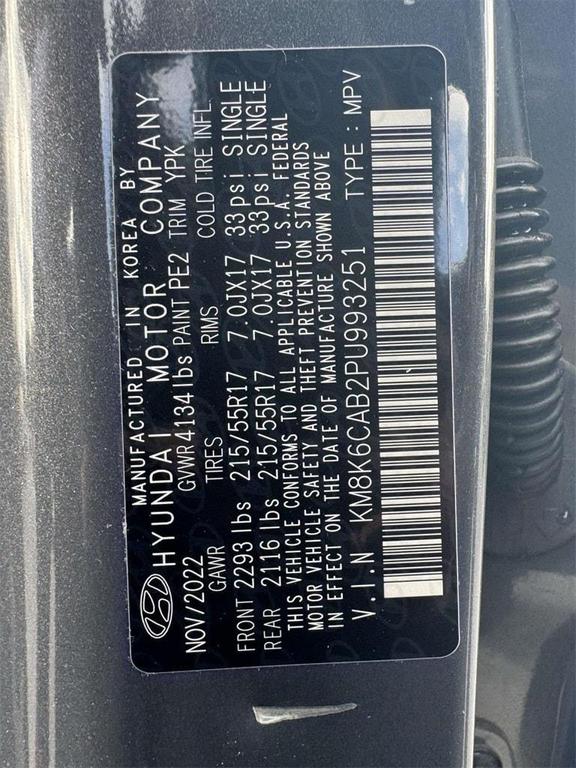 MANUFACTURED IN KOREA BY
HYUNDAI MOTOR COMPANY
NOV/2022 GVWR 4134 lbs PAINT PE2 TRIM YPK
GAWR TIRES RIMS COLD TIRE INFL.
FRONT 2293 lbs 215/55R17 7.0JX17 33psi SINGLE
REAR 2116 lbs 215/55R17 7.0JX17 33psi SINGLE
THIS VEHICLE CONFORMS TO ALL APPLICABLE U.S.A. FEDERAL
MOTOR VEHICLE SAFETY AND THEFT PREVENTION STANDARDS
IN EFFECT ON THE DATE OF MANUFACTURE SHOWN ABOVE
V.I.N KM8K6CAB2PU993251 TYPE : MPV